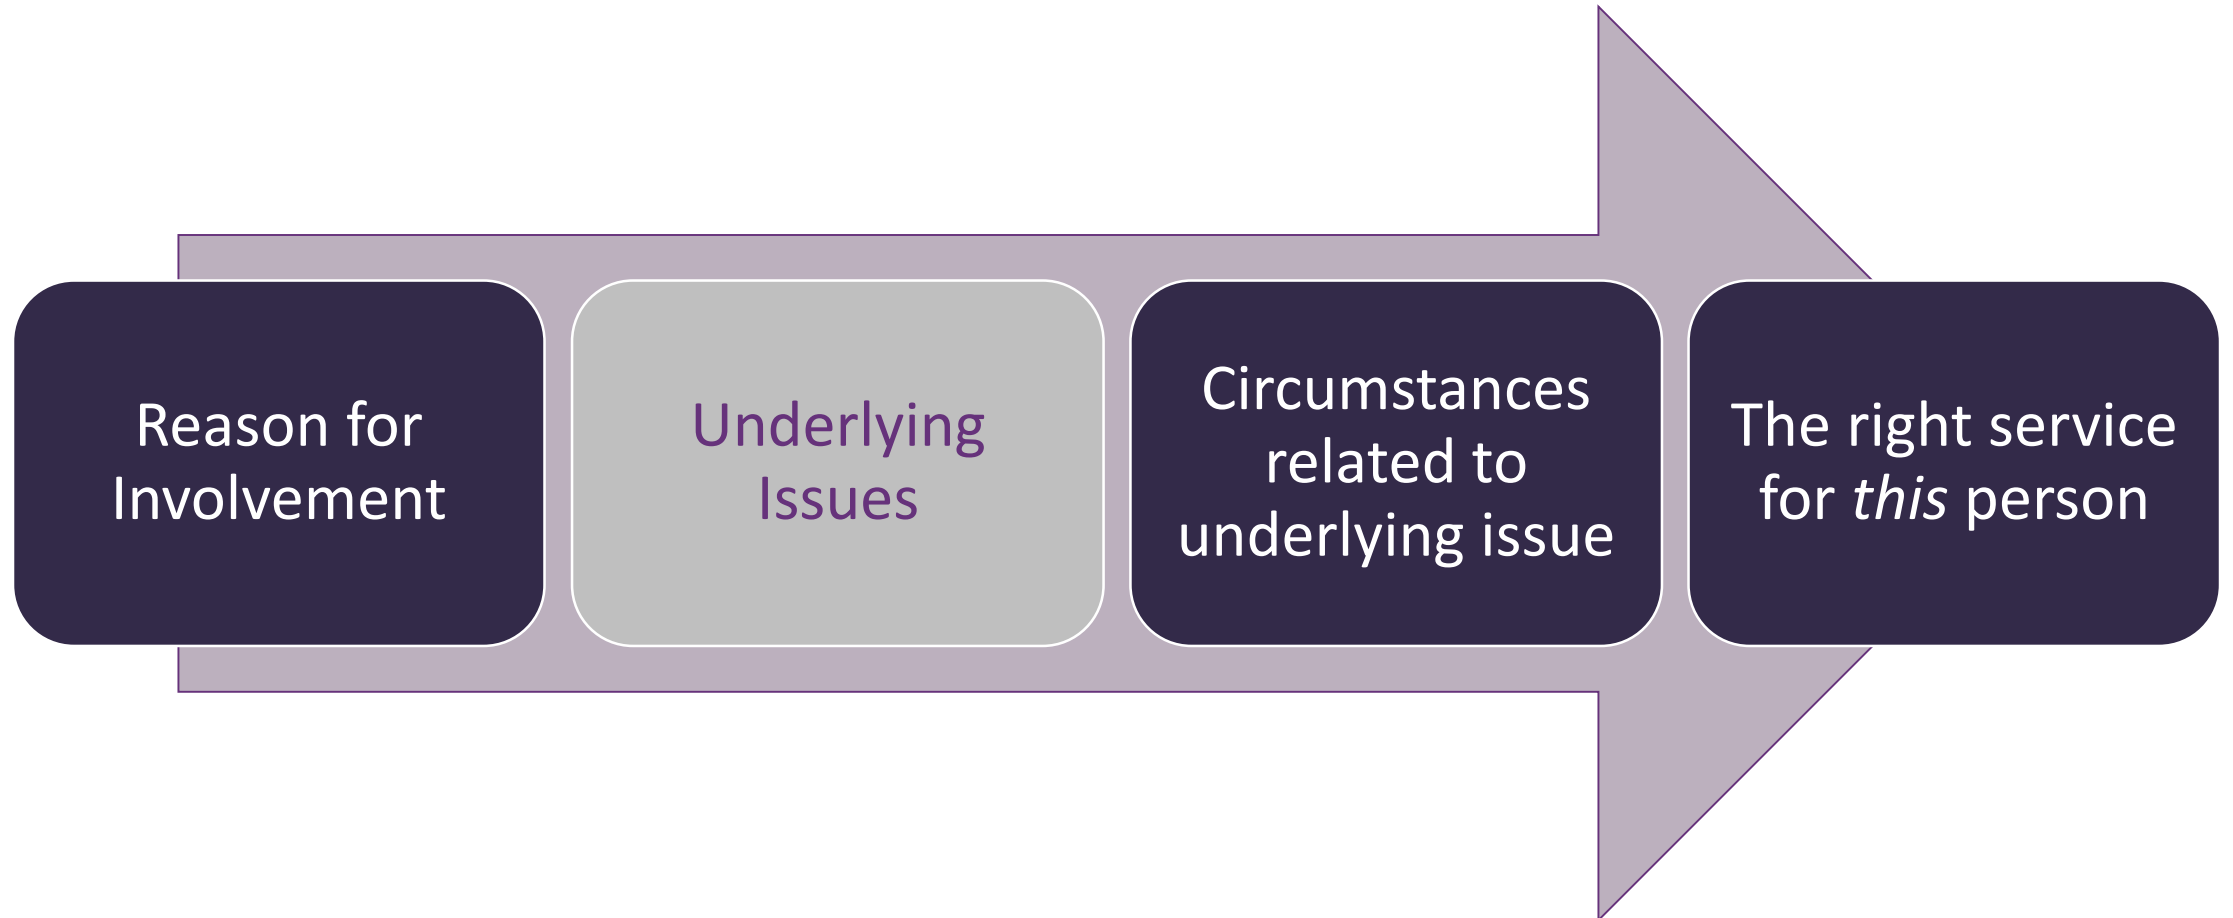 Reason for
Involvement
Underlying
Issues
Circumstances
related to
underlying issue
The right service
for this person